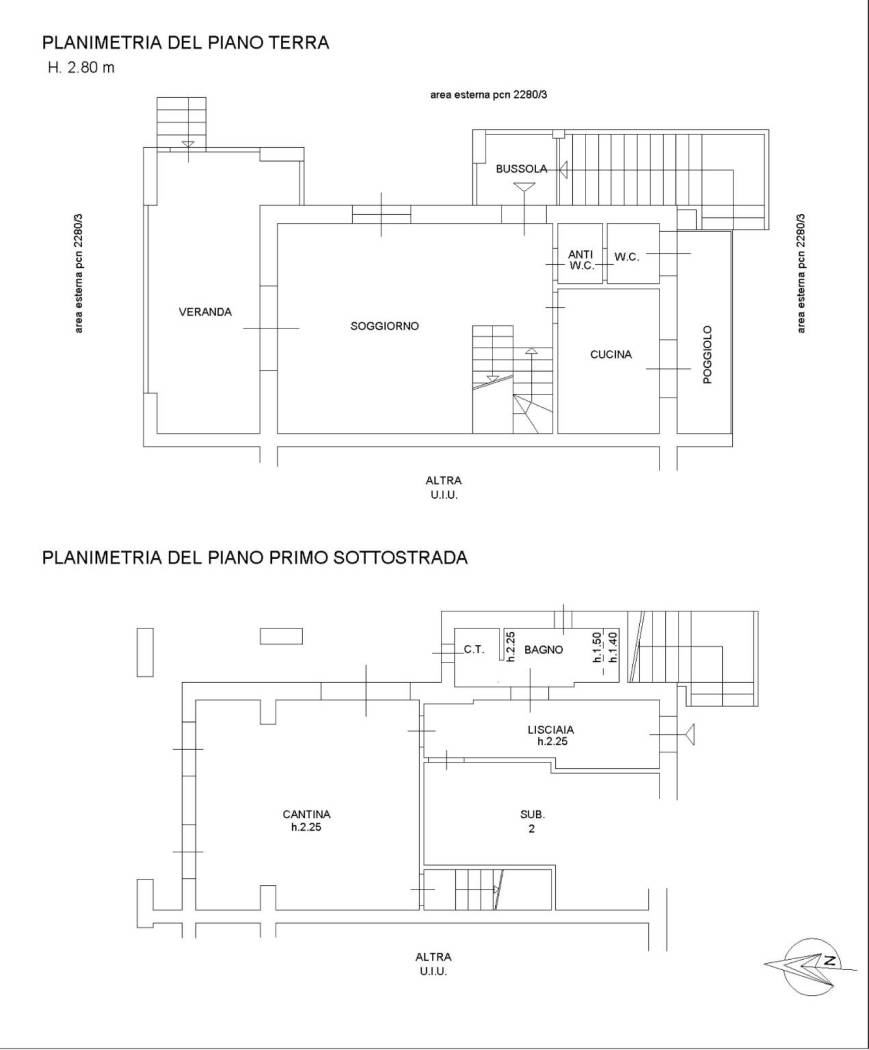 PLANIMETRIA DEL PIANO TERRA
H. 2.80 m
area esterna pcn 2280/3
BUSSOLA
area esterna pcn 2280/3
ANTI
W.C.
W.C.
area esterna pcn 2280/3
VERANDA
SOGGIORNO
CUCINA
POGGIOLO
ALTRA
U.I.U.
PLANIMETRIA DEL PIANO PRIMO SOTTOSTRADA
C.T.
h.2.25
BAGNO
h.1.50
h.1.40
LISCIAIA
h.2.25
CANTINA
h.2.25
SUB.
2
ALTRA
U.I.U.
N